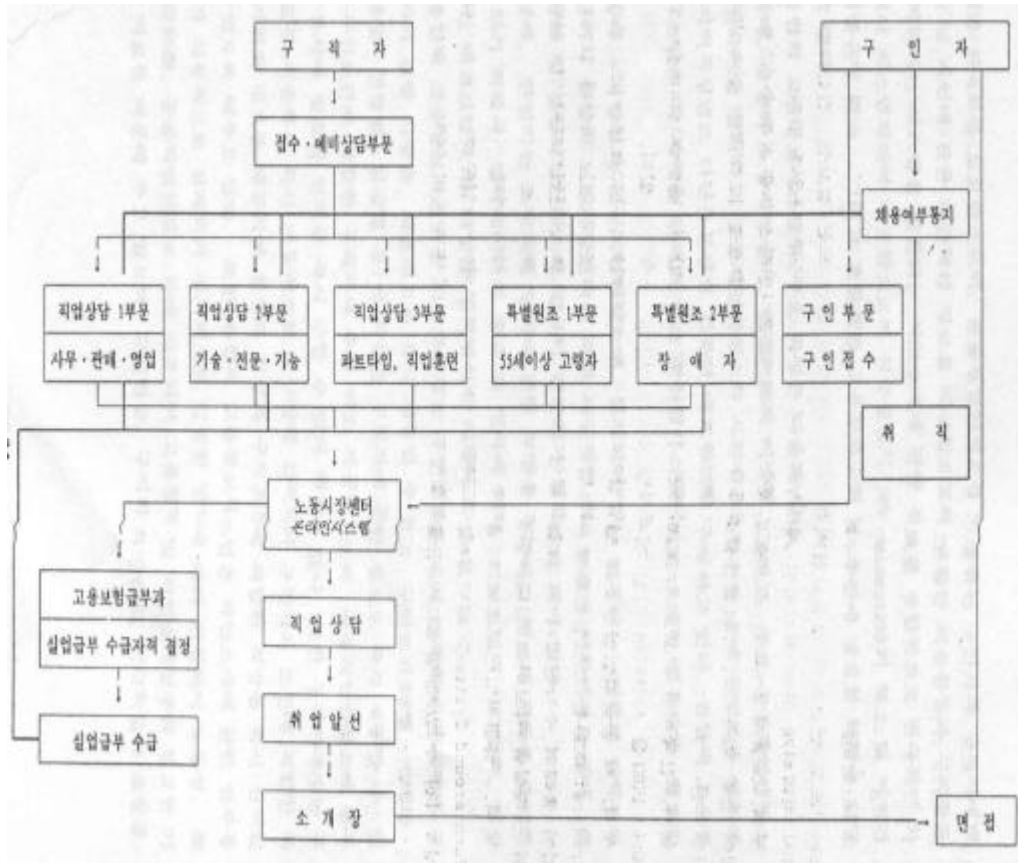 구 직 자
구 인 자
접수·예비상담부문
채용여부통지
직업상담 1부문
직업상담 2부문
직업상담 3부문
특별원조 1부문
특별원조 2부문
구 인 부 문
사무·판매·영업
기술·전문·기능
파트타임, 직업훈련
55세이상 고령자
장 애 자
구 인 접 수
취 직
노동시장센터
온라인시스템
고용보험급부과
실업급부 수급자격 결정
직 업 상 담
실업급부 수급
취 업 알 선
소 개 장
면 접